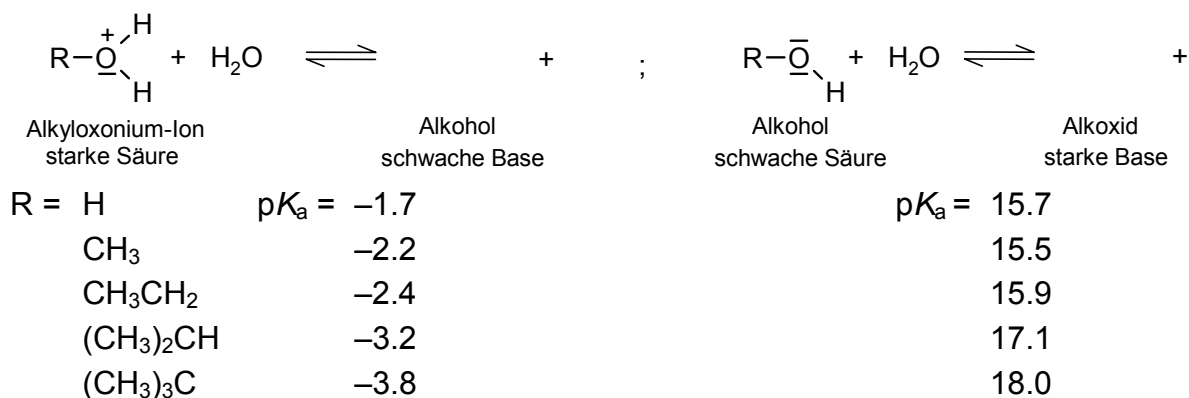 R–O⁺(H)(H) + H₂O ⇌ + ; R–O–H + H₂O ⇌ +
Alkyloxonium-Ion Alkohol Alkohol Alkoxid
starke Säure schwache Base schwache Säure starke Base
R = H pKₐ = –1.7 pKₐ = 15.7
CH₃ –2.2 15.5
CH₃CH₂ –2.4 15.9
(CH₃)₂CH –3.2 17.1
(CH₃)₃C –3.8 18.0